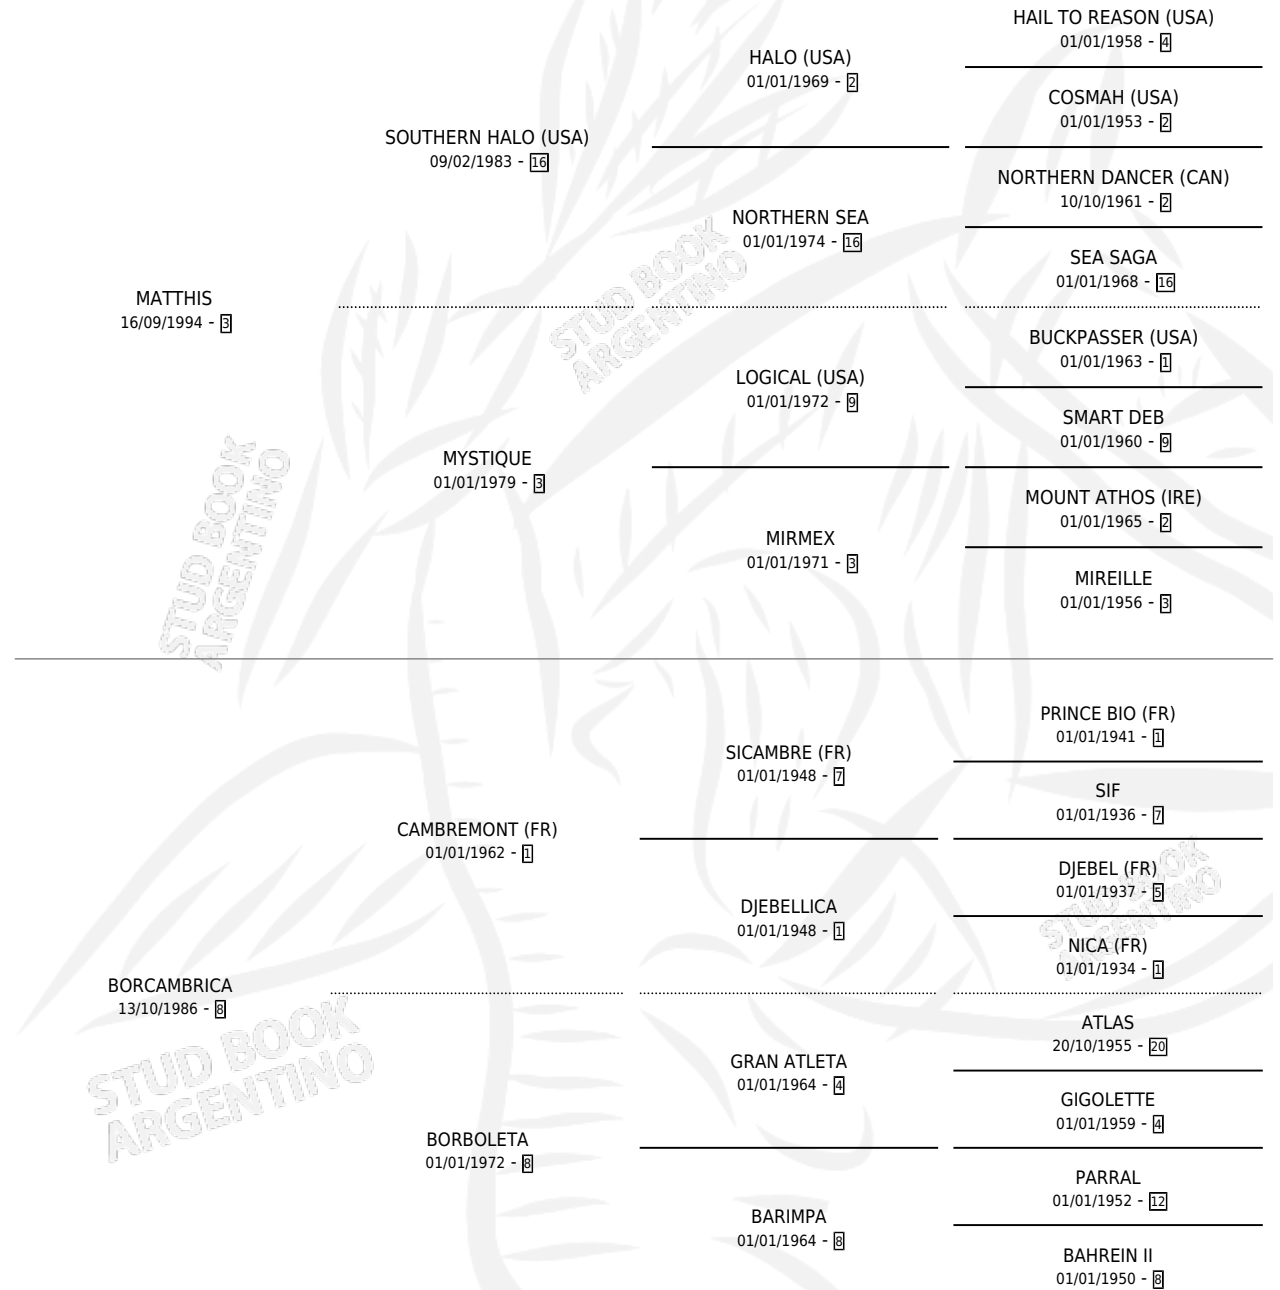 HAIL TO REASON (USA)
01/01/1958 - 4
HALO (USA)
01/01/1969 - 2
COSMAH (USA)
01/01/1953 - 2
SOUTHERN HALO (USA)
09/02/1983 - 16
NORTHERN DANCER (CAN)
10/10/1961 - 2
NORTHERN SEA
01/01/1974 - 16
SEA SAGA
01/01/1968 - 16
MATTHIS
16/09/1994 - 3
BUCKPASSER (USA)
01/01/1963 - 1
LOGICAL (USA)
01/01/1972 - 9
SMART DEB
01/01/1960 - 9
MYSTIQUE
01/01/1979 - 3
MOUNT ATHOS (IRE)
01/01/1965 - 2
MIRMEX
01/01/1971 - 3
MIREILLE
01/01/1956 - 3
PRINCE BIO (FR)
01/01/1941 - 1
SICAMBRE (FR)
01/01/1948 - 7
SIF
01/01/1936 - 7
CAMBREMONT (FR)
01/01/1962 - 1
DJEBEL (FR)
01/01/1937 - 5
DJEBELLICA
01/01/1948 - 1
NICA (FR)
01/01/1934 - 1
BORCAMBRICA
13/10/1986 - 8
ATLAS
20/10/1955 - 20
GRAN ATLETA
01/01/1964 - 4
GIGOLETTE
01/01/1959 - 4
BORBOLETA
01/01/1972 - 8
PARRAL
01/01/1952 - 12
BARIMPA
01/01/1964 - 8
BAHREIN II
01/01/1950 - 8
STUD BOOK
ARGENTINO
STUD BOOK
ARGENTINO
STUD BOOK
ARGENTINO
STUD BOOK
ARGENTINO